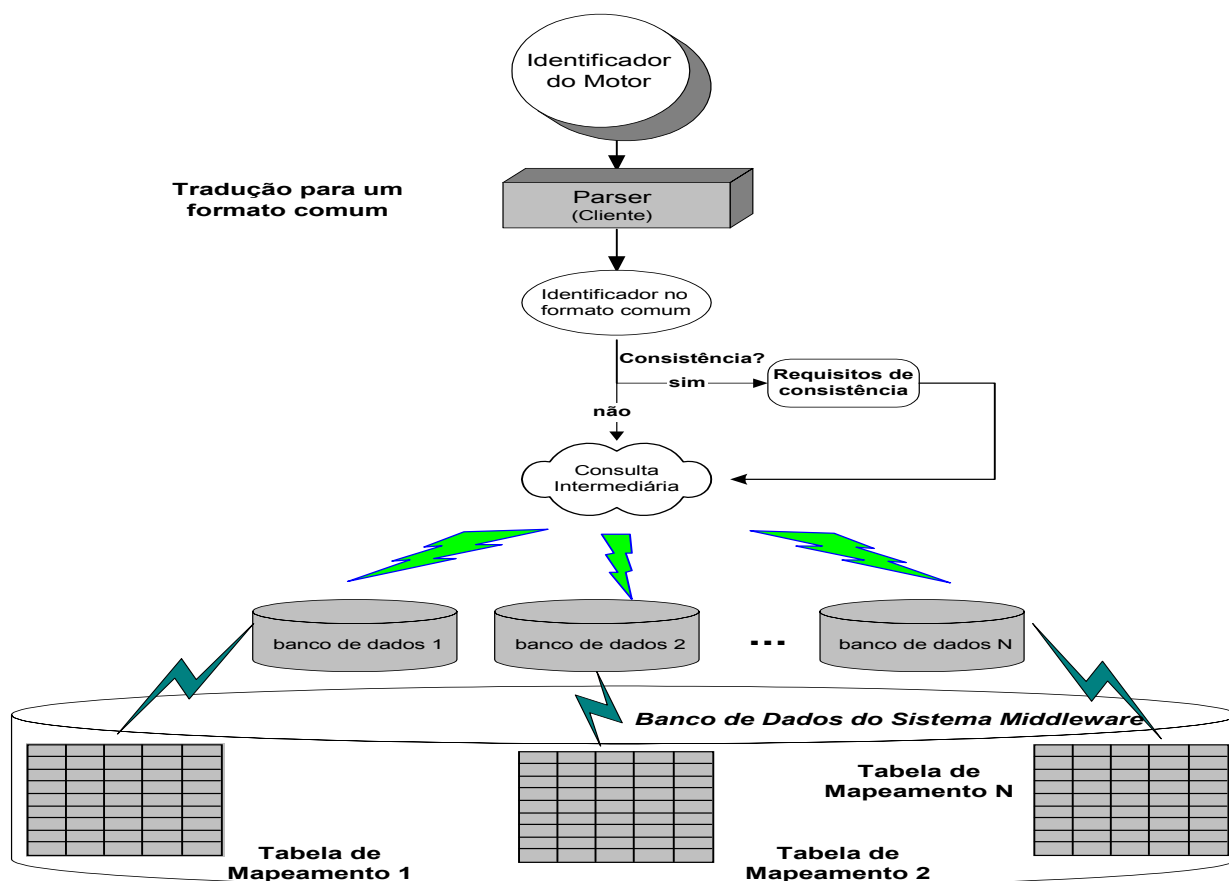 Identificador
do Motor
Tradução para um
formato comum
Parser
(Cliente)
Identificador no
formato comum
Consistência?
sim
Requisitos de
consistência
não
Consulta
Intermediária
banco de dados 1
banco de dados 2
banco de dados N
Banco de Dados do Sistema Middleware
Tabela de
Mapeamento N
Tabela de
Mapeamento 1
Tabela de
Mapeamento 2